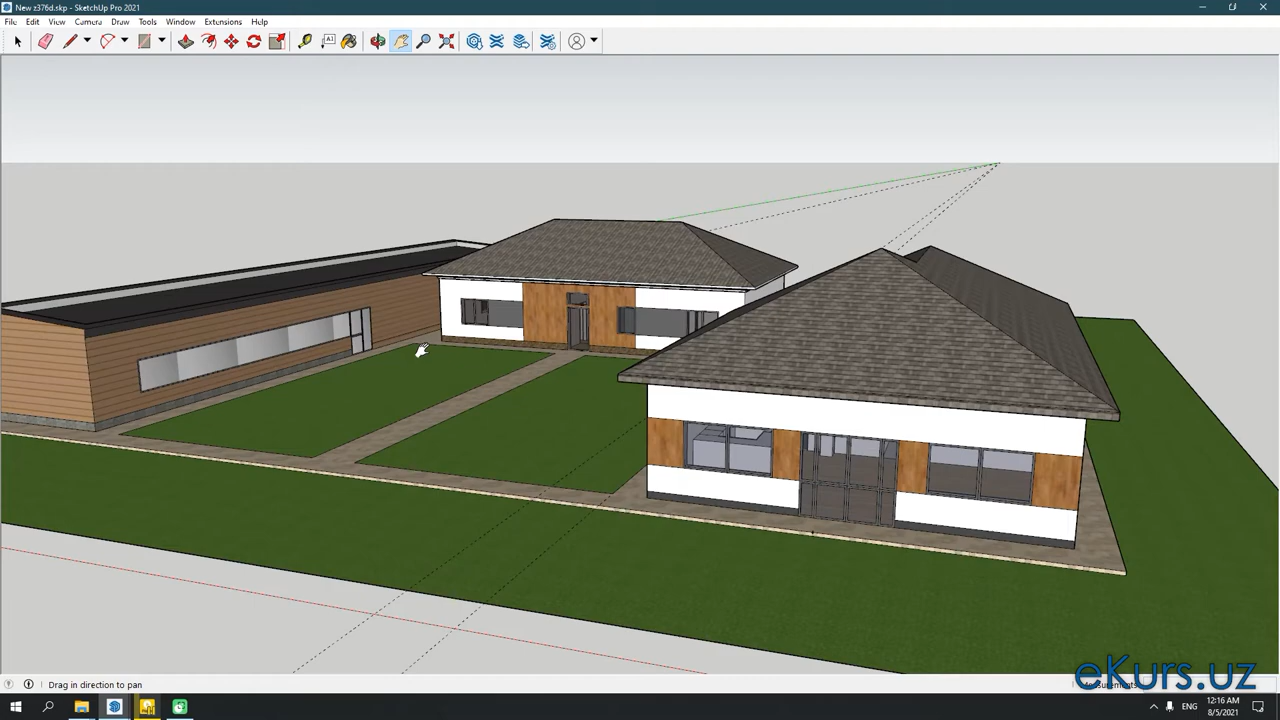 New z376d.skp - SketchUp Pro 2021
File Edit View Camera Draw Tools Window Extensions Help
eKurs.uz
Drag in direction to pan
Measurements
ENG
12:16 AM
8/5/2021